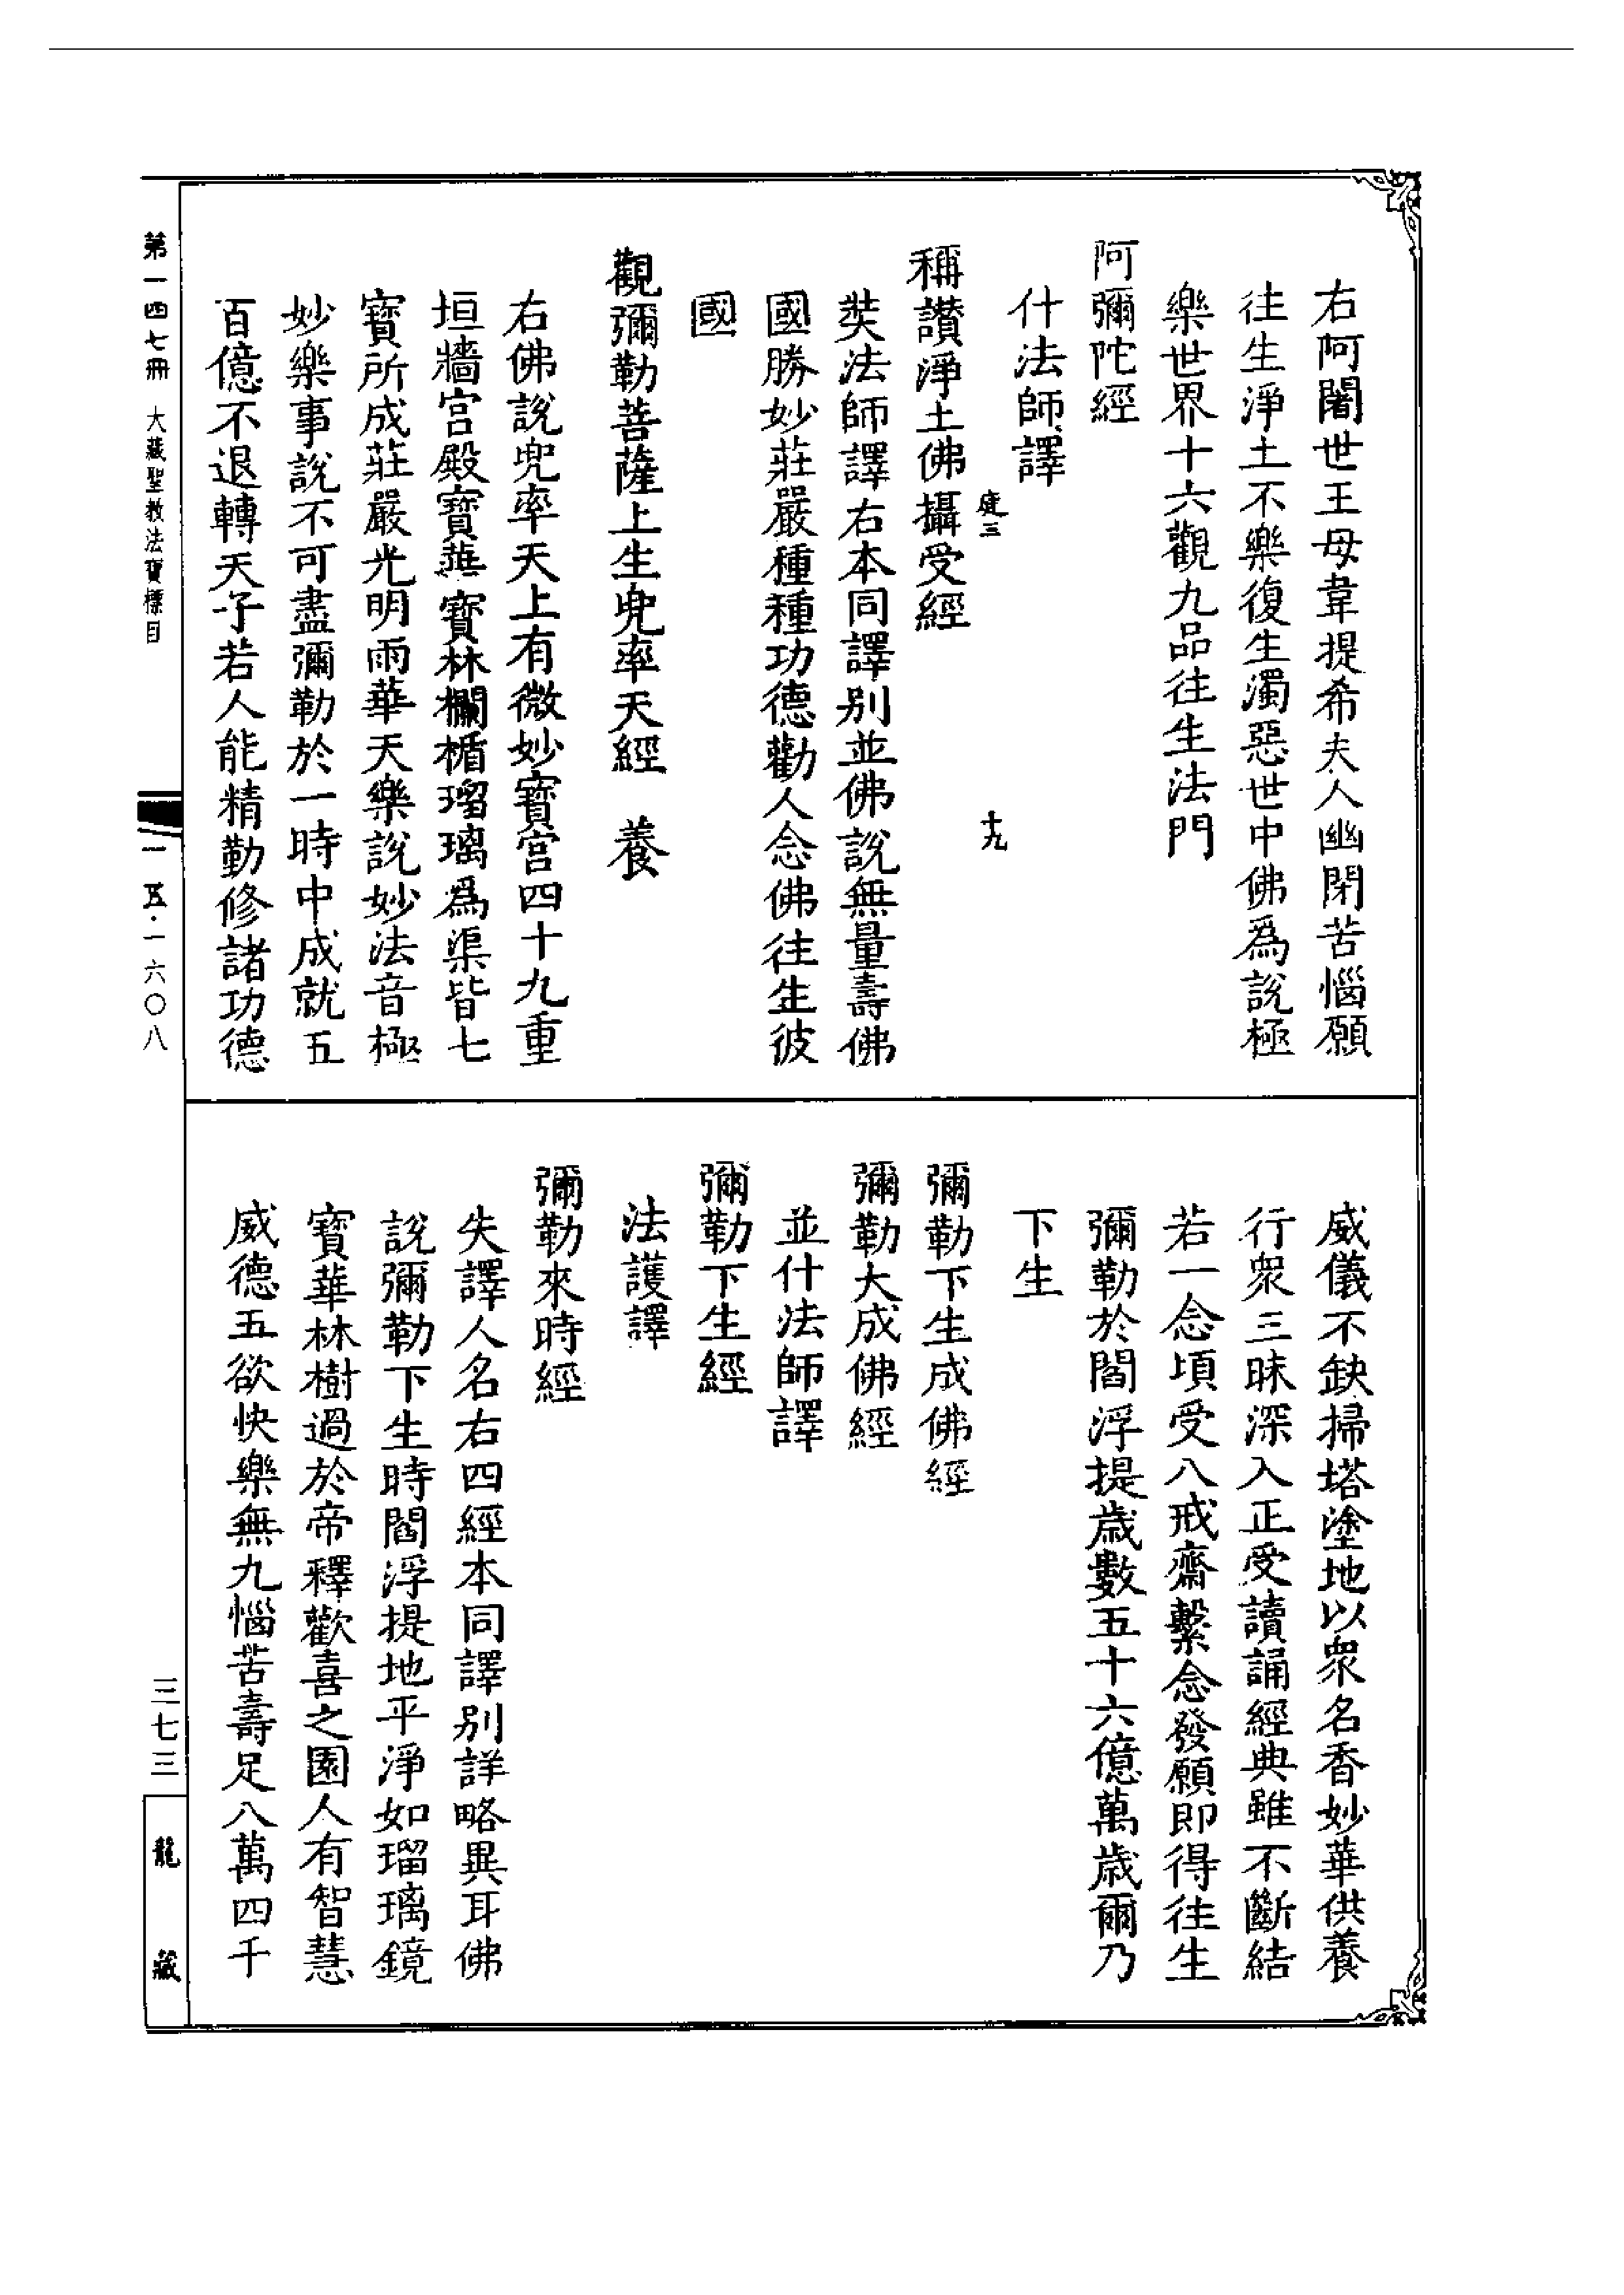 右阿闍世王母韋提希夫人幽閉苦惱願
往生淨土不樂復生濁惡世中佛為說極
樂世界十六觀九品往生法門
阿彌陀經
什法師譯
虔三
十九
稱讚淨土佛攝受經
奘法師譯右本同譯別並佛說無量壽佛
國勝妙莊嚴種種功德勸人念佛往生彼
國
觀彌勒菩薩上生兜率天經 養
右佛說兜率天上有微妙寶宮四十九重
垣牆宮殿寶華寶林欄楯瑠璃為渠皆七
寶所成莊嚴光明雨華天樂說妙法音極
妙樂事說不可盡彌勒於一時中成就五
百億不退轉天子若人能精勤修諸功德
威儀不缺掃塔塗地以衆名香妙華供養
行衆三昧深入正受讀誦經典雖不斷結
若一念頃受八戒齋繫念發願即得往生
彌勒於閻浮提歲數五十六億萬歲爾乃
下生
彌勒下生成佛經
彌勒大成佛經
並什法師譯
彌勒下生經
法護譯
彌勒來時經
失譯人名右四經本同譯別詳略異耳佛
說彌勒下生時閻浮提地平淨如瑠璃鏡
寶華林樹過於帝釋歡喜之園人有智慧
威德五欲快樂無九惱苦壽足八萬四千
第一四七冊 大藏聖教法寶標目
一五·一六〇八
三七三
龍藏